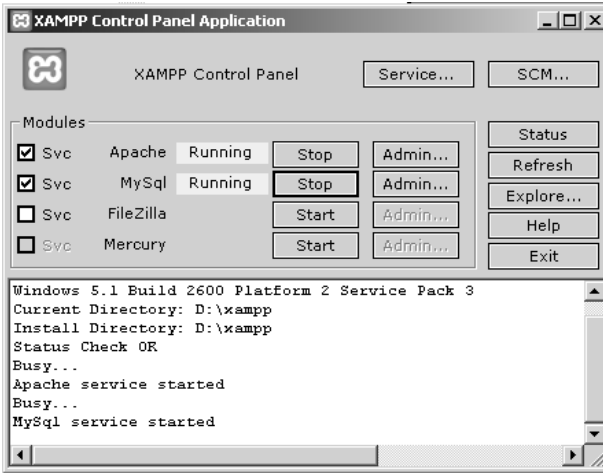 XAMPP Control Panel Application
XAMPP Control Panel Service... SCM...
Modules
Status
Svc Apache Running Stop Admin...
Refresh
Svc MySql Running Stop Admin...
Explore...
Svc FileZilla Start Admin...
Help
Svc Mercury Start Admin...
Exit
Windows 5.1 Build 2600 Platform 2 Service Pack 3
Current Directory: D:\xampp
Install Directory: D:\xampp
Status Check OK
Busy...
Apache service started
Busy...
MySql service started